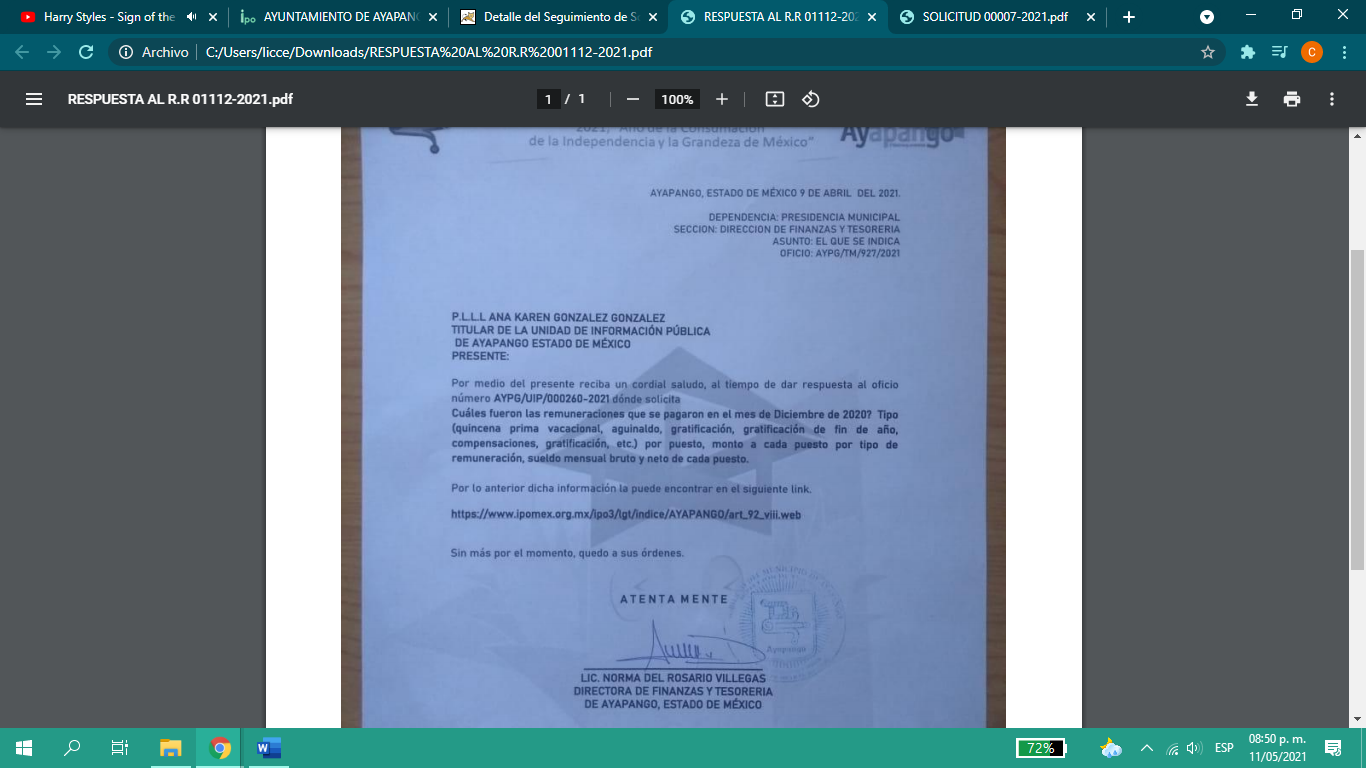 Harry Styles - Sign of the
AYUNTAMIENTO DE AYAPANG
Detalle del Seguimiento de So
RESPUESTA AL R.R 01112-202
SOLICITUD 00007-2021.pdf
Archivo
C:/Users/licce/Downloads/RESPUESTA%20AL%20R.R%2001112-2021.pdf
C
RESPUESTA AL R.R 01112-2021.pdf
1 / 1
100%
2021, "Año de la Consumación
de la Independencia y la Grandeza de México"
Ayapango
AYAPANGO, ESTADO DE MÉXICO 9 DE ABRIL DEL 2021.
DEPENDENCIA: PRESIDENCIA MUNICIPAL
SECCION: DIRECCION DE FINANZAS Y TESORERIA
ASUNTO: EL QUE SE INDICA
OFICIO: AYPG/TM/927/2021
P.L.L.L ANA KAREN GONZALEZ GONZALEZ
TITULAR DE LA UNIDAD DE INFORMACIÓN PÚBLICA
DE AYAPANGO ESTADO DE MÉXICO
PRESENTE:
Por medio del presente reciba un cordial saludo, al tiempo de dar respuesta al oficio
número AYPG/UIP/000260-2021 dónde solicita
Cuáles fueron las remuneraciones que se pagaron en el mes de Diciembre de 2020? Tipo
(quincena prima vacacional, aguinaldo, gratificación, gratificación de fin de año,
compensaciones, gratificación, etc.) por puesto, monto a cada puesto por tipo de
remuneración, sueldo mensual bruto y neto de cada puesto.
Por lo anterior dicha información la puede encontrar en el siguiente link.
https://www.ipomex.org.mx/ipo3/lgt/indice/AYAPANGO/art_92_viii.web
Sin más por el momento, quedo a sus órdenes.
ATENTAMENTE
Ayapango
LIC. NORMA DEL ROSARIO VILLEGAS
DIRECTORA DE FINANZAS Y TESORERIA
DE AYAPANGO, ESTADO DE MÉXICO
72%
ESP
08:50 p. m.
11/05/2021